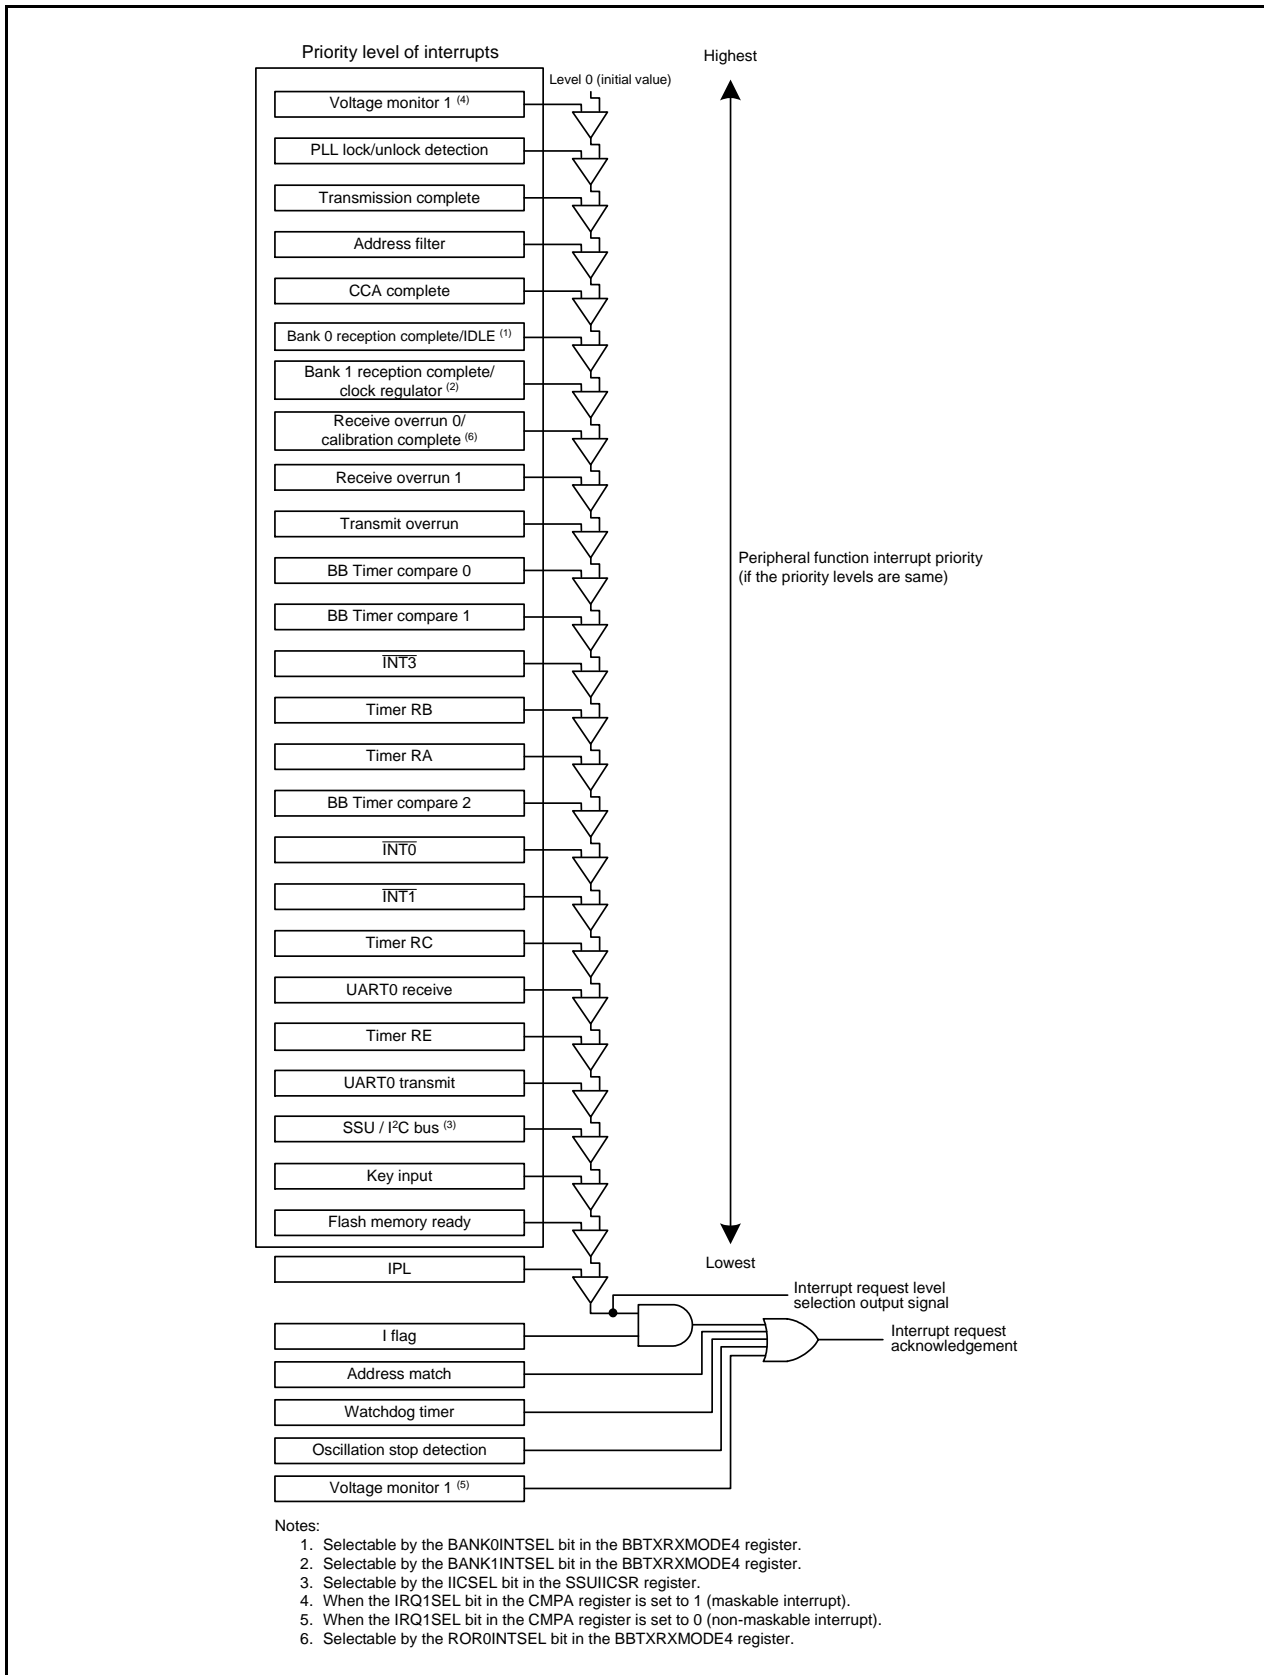 Priority level of interrupts
Highest
Level 0 (initial value)
Voltage monitor 1 (4)
PLL lock/unlock detection
Transmission complete
Address filter
CCA complete
Bank 0 reception complete/IDLE (1)
Bank 1 reception complete/
clock regulator (2)
Receive overrun 0/
calibration complete (6)
Receive overrun 1
Transmit overrun
Peripheral function interrupt priority
(if the priority levels are same)
BB Timer compare 0
BB Timer compare 1
INT3
Timer RB
Timer RA
BB Timer compare 2
INT0
INT1
Timer RC
UART0 receive
Timer RE
UART0 transmit
SSU / I²C bus (3)
Key input
Flash memory ready
Lowest
IPL
Interrupt request level
selection output signal
I flag
Interrupt request
acknowledgement
Address match
Watchdog timer
Oscillation stop detection
Voltage monitor 1 (5)
Notes:
1. Selectable by the BANK0INTSEL bit in the BBTXRXMODE4 register.
2. Selectable by the BANK1INTSEL bit in the BBTXRXMODE4 register.
3. Selectable by the IICSEL bit in the SSUIICSR register.
4. When the IRQ1SEL bit in the CMPA register is set to 1 (maskable interrupt).
5. When the IRQ1SEL bit in the CMPA register is set to 0 (non-maskable interrupt).
6. Selectable by the ROR0INTSEL bit in the BBTXRXMODE4 register.